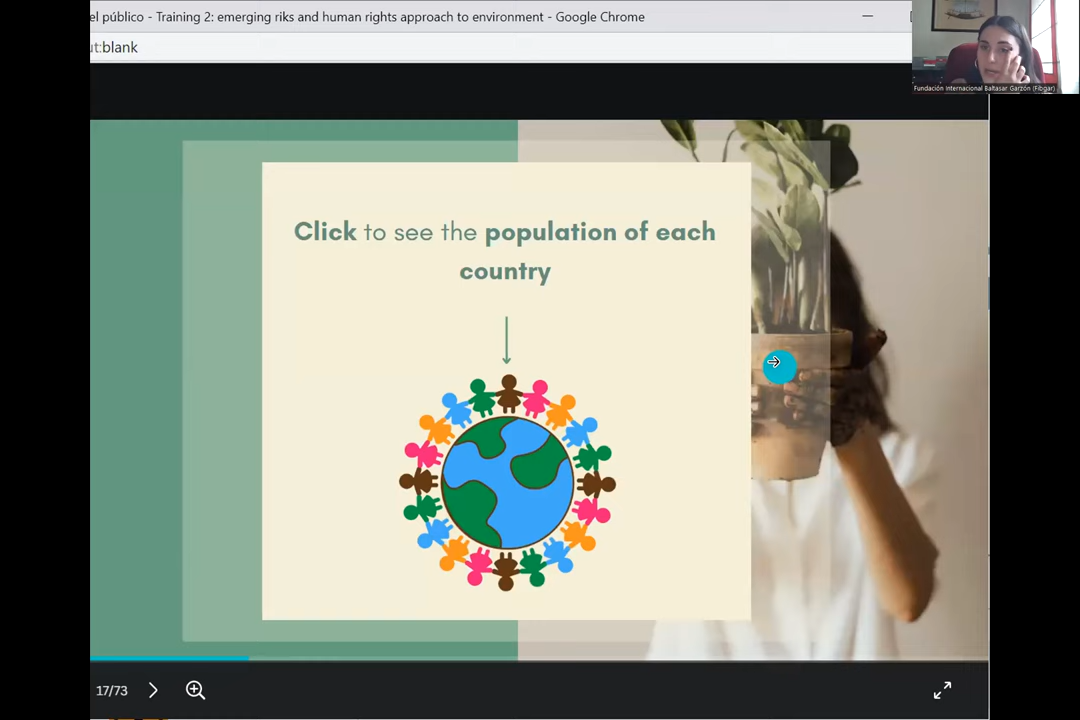 el público - Training 2: emerging riks and human rights approach to environment - Google Chrome
ut:blank
Fundación Internacional Baltasar Garzón (Fibgar)
Click to see the population of each
country
17/73